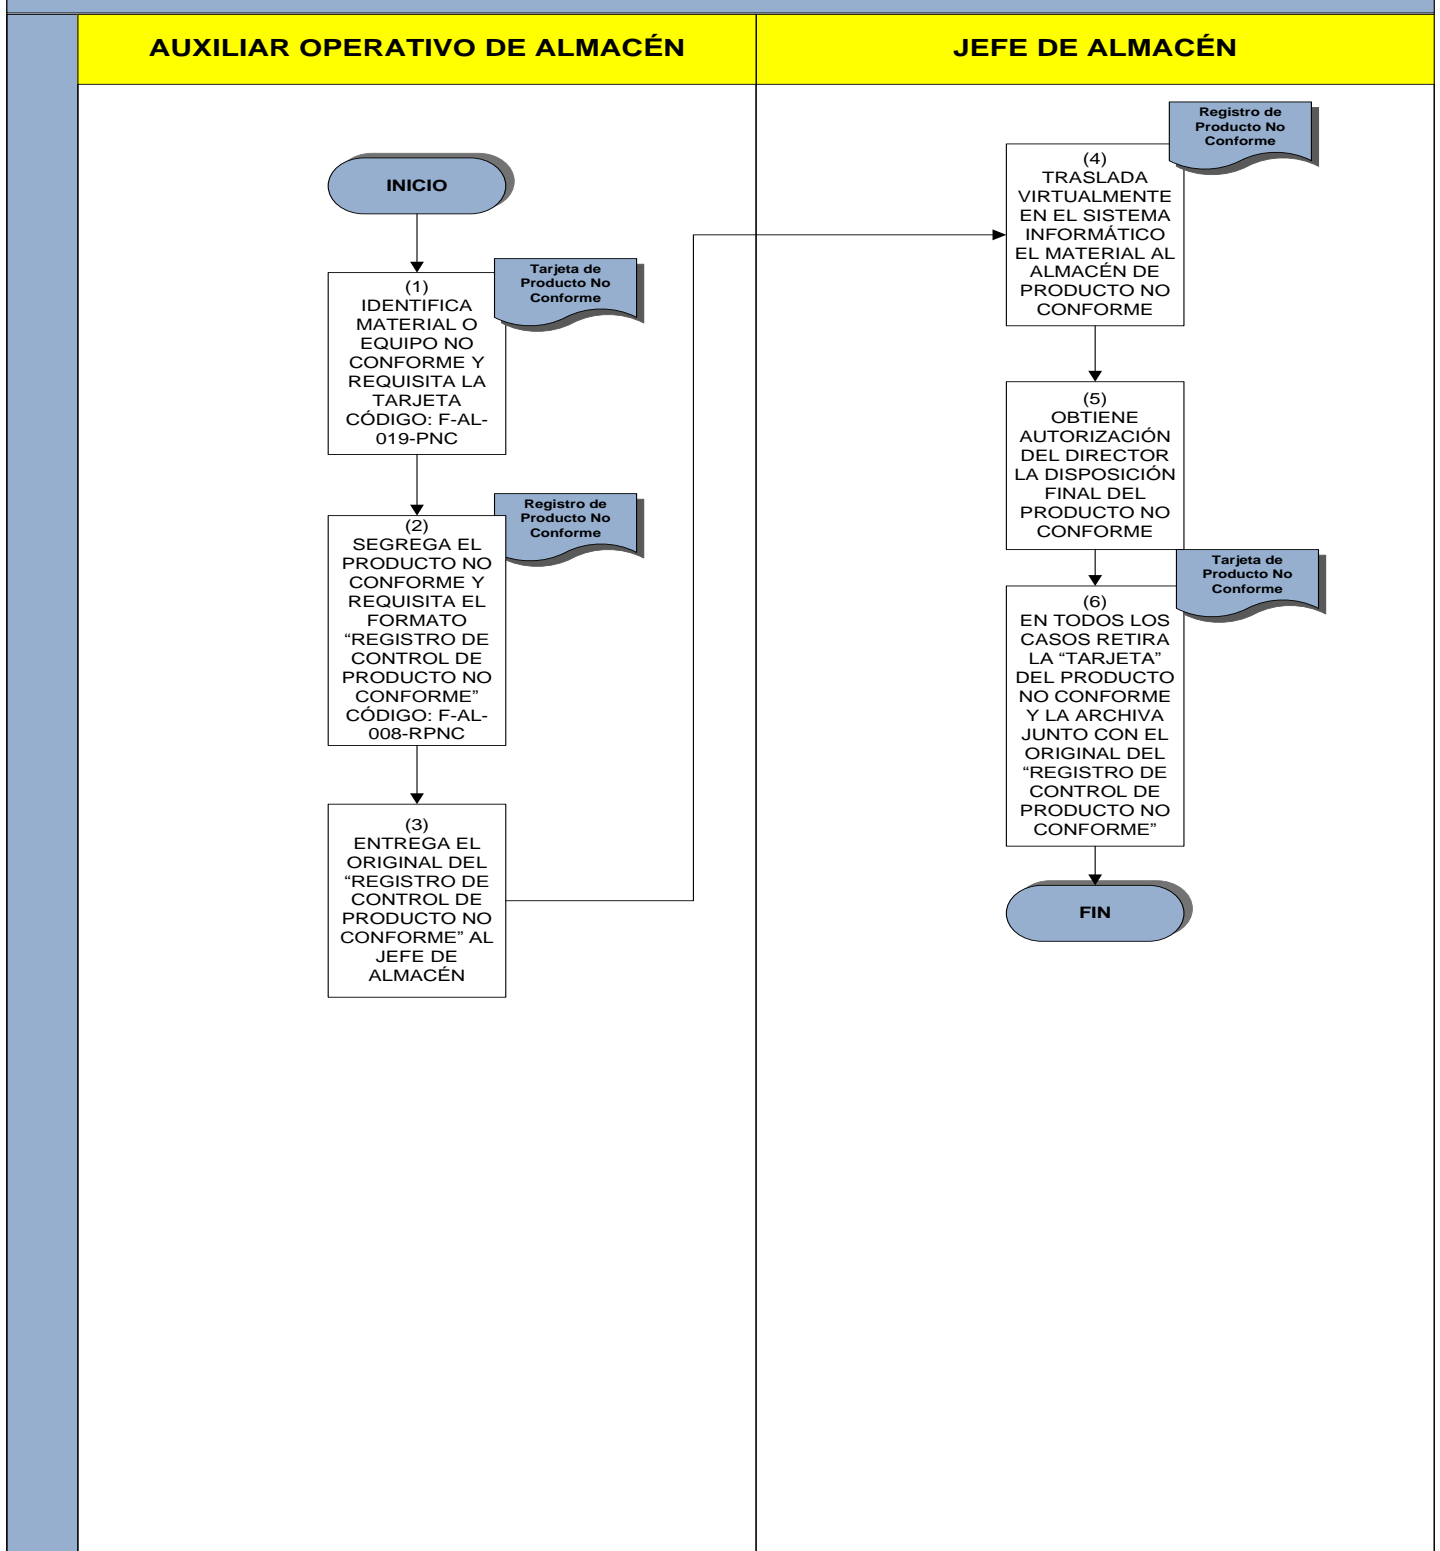 AUXILIAR OPERATIVO DE ALMACÉN
JEFE DE ALMACÉN
INICIO
Tarjeta de
Producto No
Conforme
(1)
IDENTIFICA
MATERIAL O
EQUIPO NO
CONFORME Y
REQUISITA LA
TARJETA
CÓDIGO: F-AL-
019-PNC
Registro de
Producto No
Conforme
(2)
SEGREGA EL
PRODUCTO NO
CONFORME Y
REQUISITA EL
FORMATO
“REGISTRO DE
CONTROL DE
PRODUCTO NO
CONFORME”
CÓDIGO: F-AL-
008-RPNC
(3)
ENTREGA EL
ORIGINAL DEL
“REGISTRO DE
CONTROL DE
PRODUCTO NO
CONFORME” AL
JEFE DE
ALMACÉN
Registro de
Producto No
Conforme
(4)
TRASLADA
VIRTUALMENTE
EN EL SISTEMA
INFORMÁTICO
EL MATERIAL AL
ALMACÉN DE
PRODUCTO NO
CONFORME
(5)
OBTIENE
AUTORIZACIÓN
DEL DIRECTOR
LA DISPOSICIÓN
FINAL DEL
PRODUCTO NO
CONFORME
Tarjeta de
Producto No
Conforme
(6)
EN TODOS LOS
CASOS RETIRA
LA “TARJETA”
DEL PRODUCTO
NO CONFORME
Y LA ARCHIVA
JUNTO CON EL
ORIGINAL DEL
“REGISTRO DE
CONTROL DE
PRODUCTO NO
CONFORME”
FIN